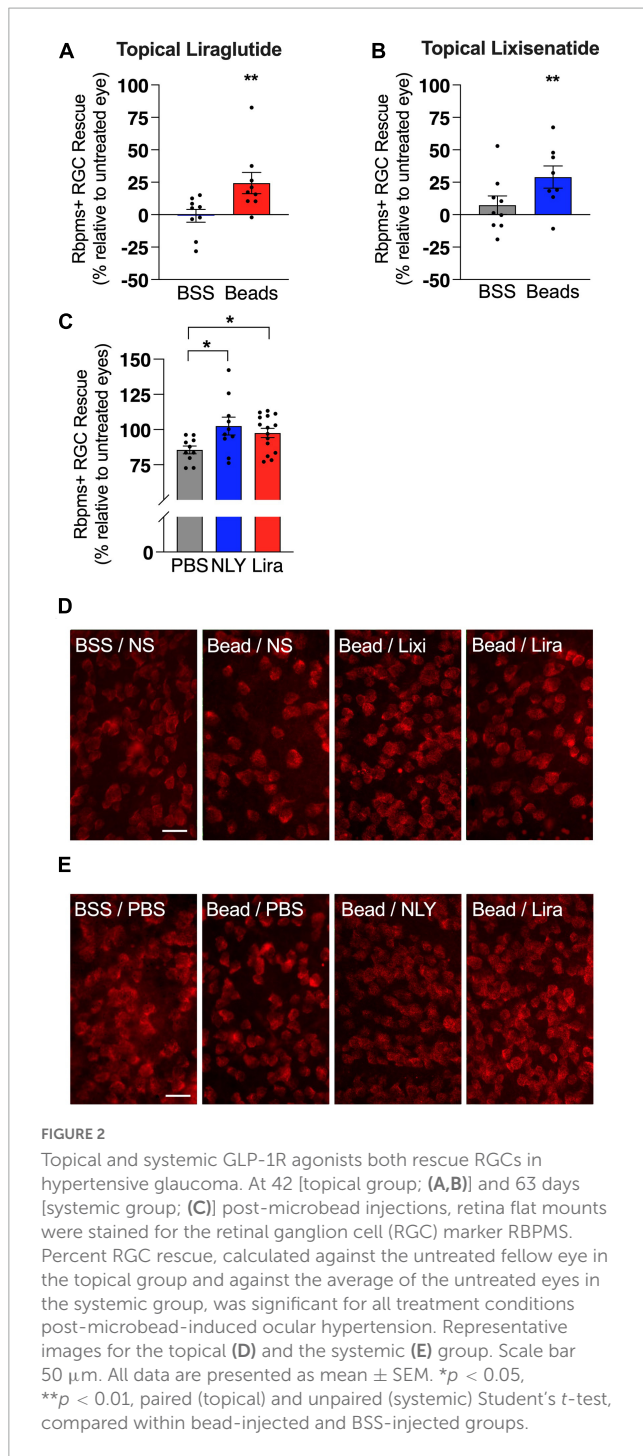 A
Topical Liraglutide
Rbpms+ RGC Rescue
(% relative to untreated eye)
100
75
50
25
0
-25
-50
**
BSS Beads
B
Topical Lixisenatide
Rbpms+ RGC Rescue
(% relative to untreated eye)
100
75
50
25
0
-25
-50
**
BSS Beads
C
Rbpms+ RGC Rescue
(% relative to untreated eyes)
150
125
100
75
0
*
*
PBS NLY Lira
D
BSS / NS
Bead / NS
Bead / Lixi
Bead / Lira
E
BSS / PBS
Bead / PBS
Bead / NLY
Bead / Lira
FIGURE 2
Topical and systemic GLP-1R agonists both rescue RGCs in
hypertensive glaucoma. At 42 [topical group; (A,B)] and 63 days
[systemic group; (C)] post-microbead injections, retina flat mounts
were stained for the retinal ganglion cell (RGC) marker RBPMS.
Percent RGC rescue, calculated against the untreated fellow eye in
the topical group and against the average of the untreated eyes in
the systemic group, was significant for all treatment conditions
post-microbead-induced ocular hypertension. Representative
images for the topical (D) and the systemic (E) group. Scale bar
50 μm. All data are presented as mean ± SEM. *p < 0.05,
**p < 0.01, paired (topical) and unpaired (systemic) Student's t-test,
compared within bead-injected and BSS-injected groups.